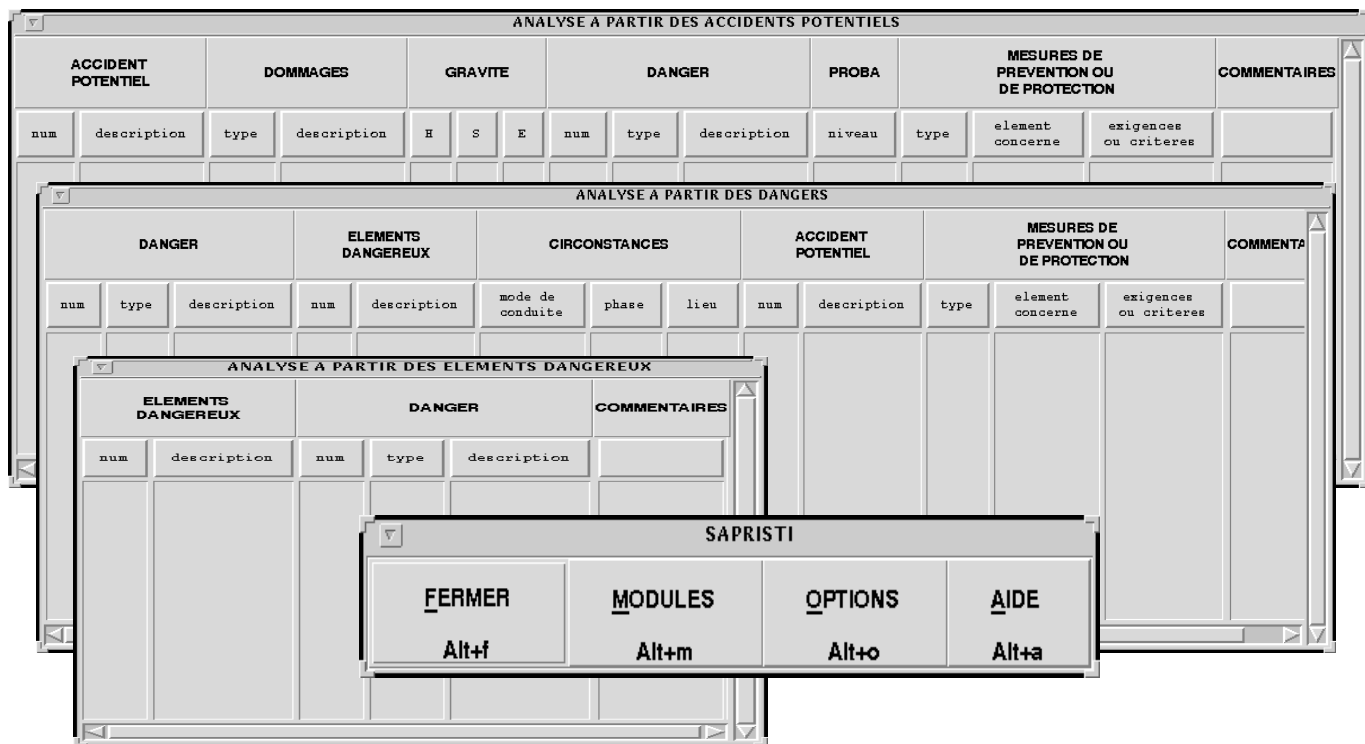 ANALYSE A PARTIR DES ACCIDENTS POTENTIELS
ACCIDENT
POTENTIEL
DOMMAGES
GRAVITE
DANGER
PROBA
MESURES DE
PREVENTION OU
DE PROTECTION
COMMENTAIRES
num
description
type
description
H
S
E
num
type
description
niveau
type
element
concerne
exigences
ou criteres
ANALYSE A PARTIR DES DANGERS
DANGER
ELEMENTS
DANGEREUX
CIRCONSTANCES
ACCIDENT
POTENTIEL
MESURES DE
PREVENTION OU
DE PROTECTION
COMMENTA
num
type
description
num
description
mode de
conduite
phase
lieu
num
description
type
element
concerne
exigences
ou criteres
ANALYSE A PARTIR DES ELEMENTS DANGEREUX
ELEMENTS
DANGEREUX
DANGER
COMMENTAIRES
num
description
num
type
description
SAPRISTI
FERMER
MODULES
OPTIONS
AIDE
Alt+f
Alt+m
Alt+o
Alt+a